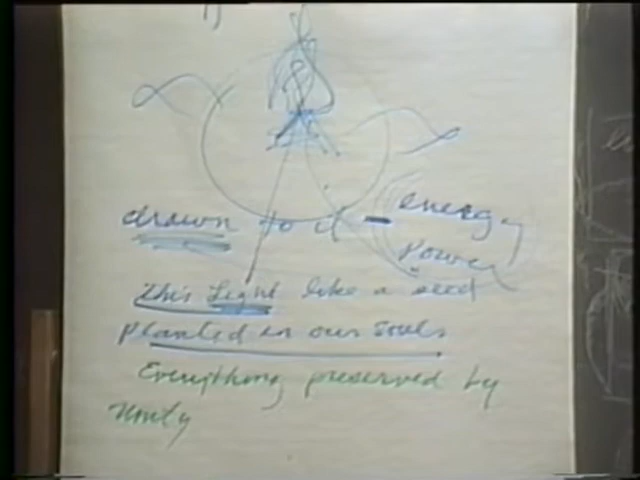 drawn to it - energy
Power
This Light like a seed
Planted in our Souls
Everything preserved by
Unity